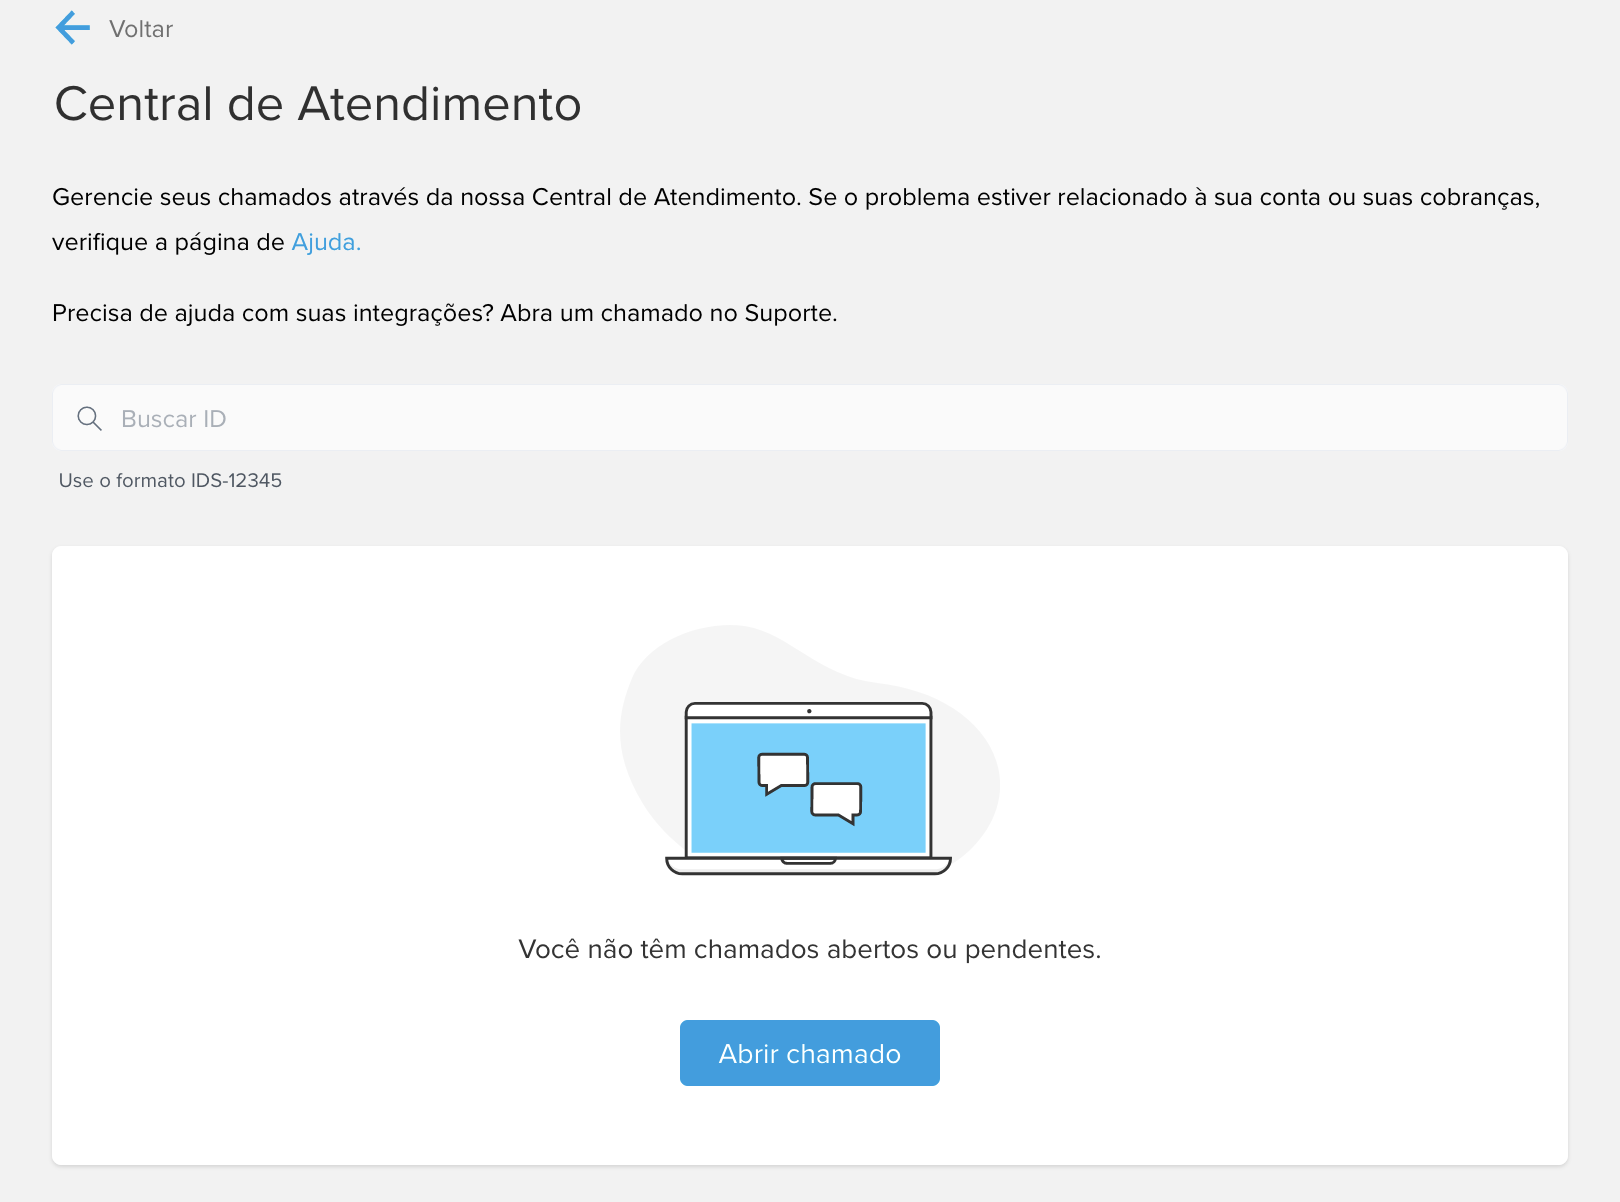 Voltar
Central de Atendimento
Gerencie seus chamados através da nossa Central de Atendimento. Se o problema estiver relacionado à sua conta ou suas cobranças,
verifique a página de Ajuda.
Precisa de ajuda com suas integrações? Abra um chamado no Suporte.
Buscar ID
Use o formato IDS-12345
Você não têm chamados abertos ou pendentes.
Abrir chamado